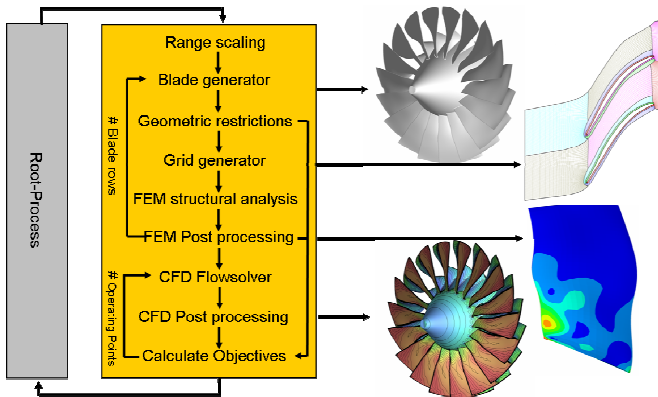 Root-Process
Range scaling
Blade generator
# Blade rows
Geometric restrictions
Grid generator
FEM structural analysis
FEM Post processing
# Operating Points
CFD Flowsolver
CFD Post processing
Calculate Objectives